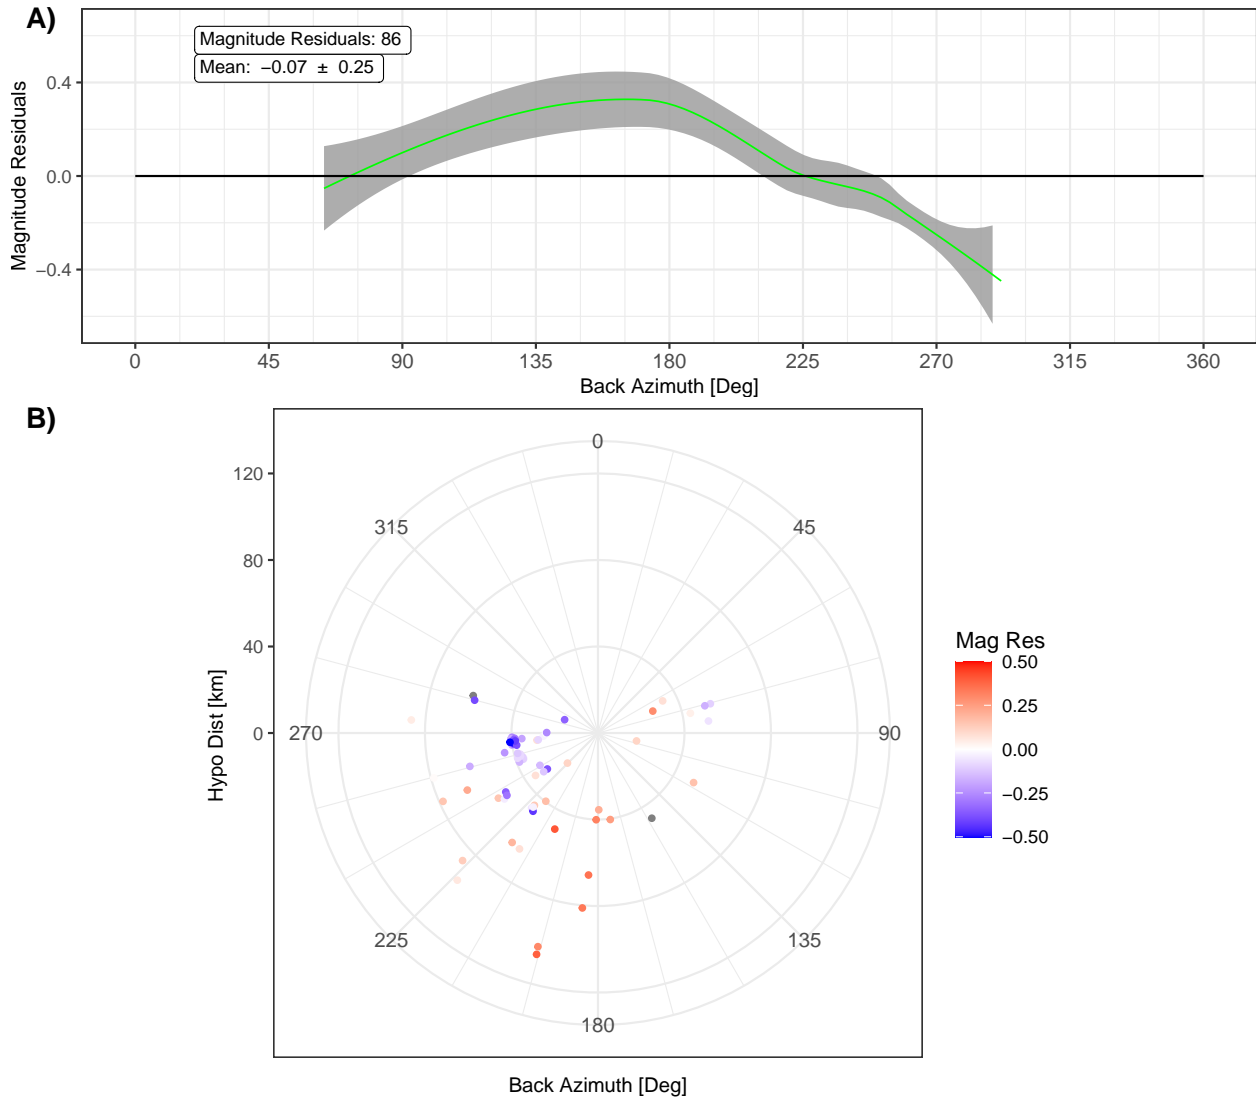 A)
Magnitude Residuals: 86
Mean: −0.07 ± 0.25
Magnitude Residuals
0.4
0.0
−0.4
0 45 90 135 180 225 270 315 360
Back Azimuth [Deg]
B)
Hypo Dist [km]
120
80
40
0
0
45
90
135
180
225
270
315
Back Azimuth [Deg]
Mag Res
0.50
0.25
0.00
−0.25
−0.50